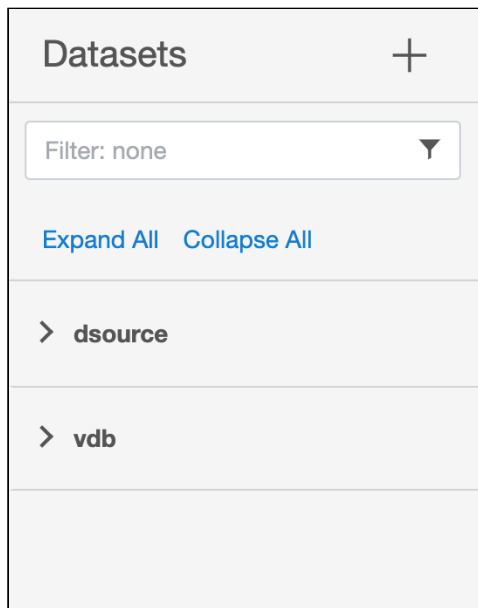 Datasets
Filter: none
Expand All Collapse All
dsource
vdb